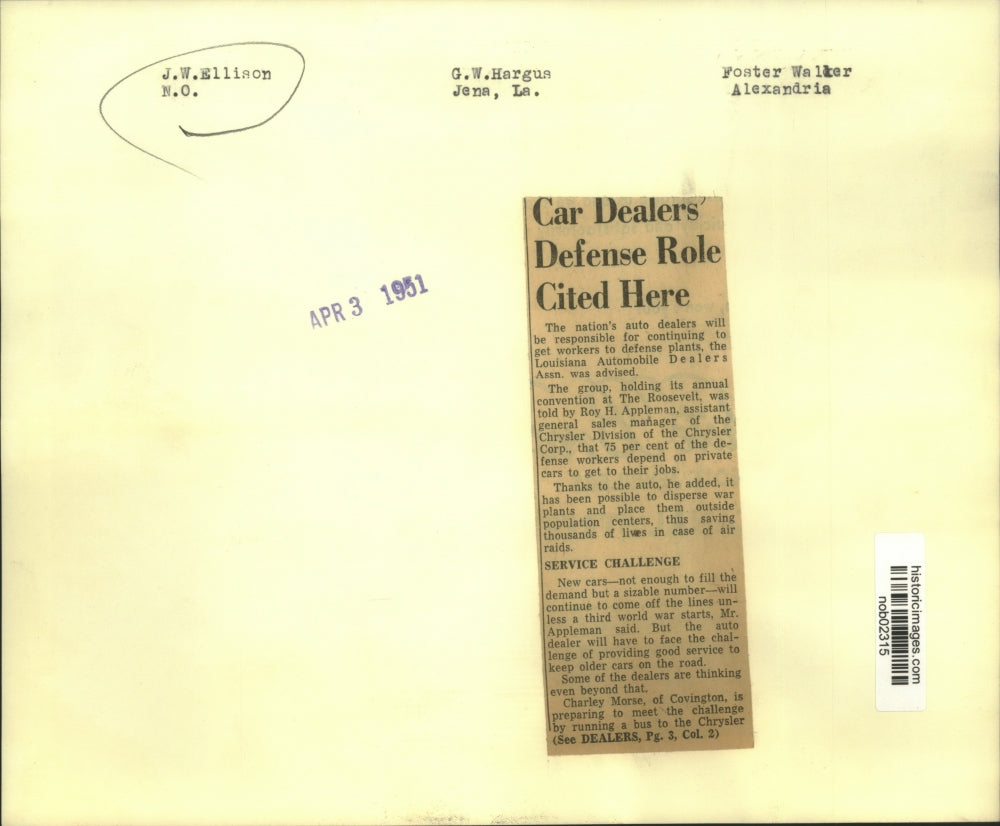 J.W.Ellison
N.O.
G.W.Hargus
Jena, La.
Foster Walker
Alexandria
APR 3 1951
Car Dealers'
Defense Role
Cited Here
The nation's auto dealers will
be responsible for continuing to
get workers to defense plants, the
Louisiana Automobile Dealers
Assn. was advised.
The group, holding its annual
convention at The Roosevelt, was
told by Roy H. Appleman, assistant
general sales manager of the
Chrysler Division of the Chrysler
Corp., that 75 per cent of the de-
fense workers depend on private
cars to get to their jobs.
Thanks to the auto, he added, it
has been possible to disperse war
plants and place them outside
population centers, thus saving
thousands of lives in case of air
raids.
SERVICE CHALLENGE
New cars—not enough to fill the
demand but a sizable number—will
continue to come off the lines un-
less a third world war starts, Mr.
Appleman said. But the auto
dealer will have to face the chal-
lenge of providing good service to
keep older cars on the road.
Some of the dealers are thinking
even beyond that.
Charley Morse, of Covington, is
preparing to meet the challenge
by running a bus to the Chrysler
(See DEALERS, Pg. 3, Col. 2)
historicimages.com
nob02315